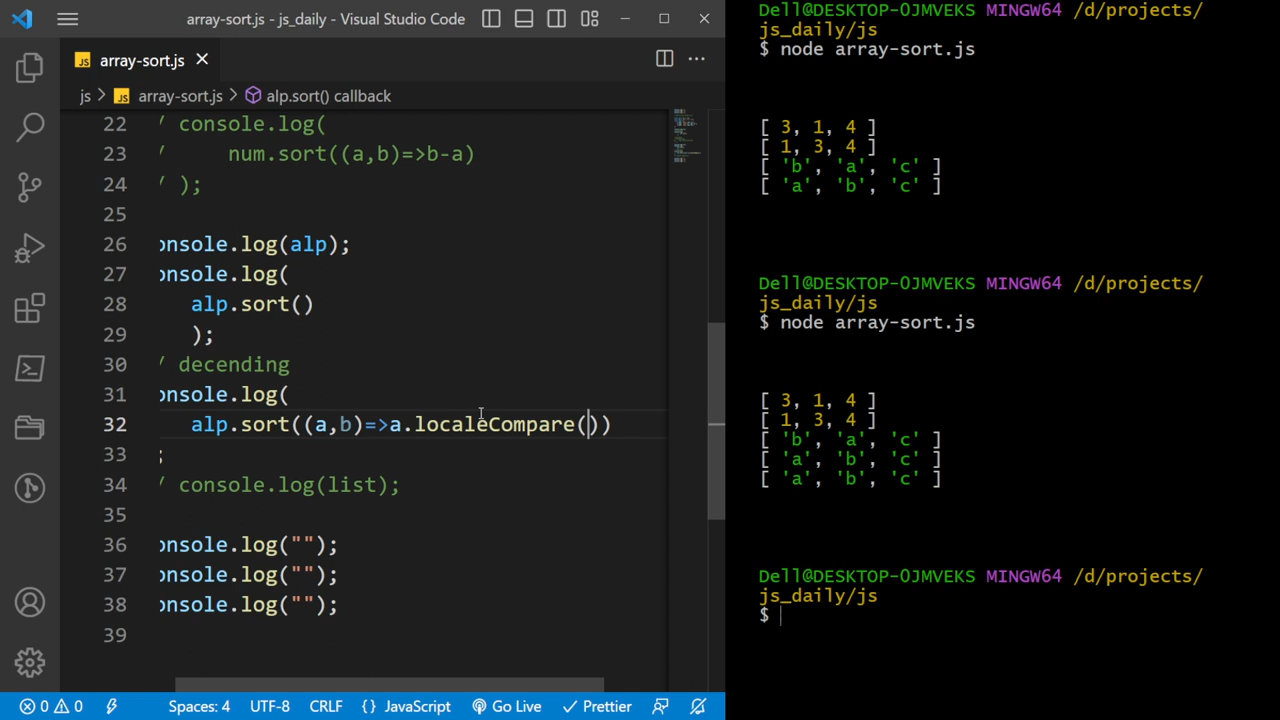 array-sort.js - js_daily - Visual Studio Code
JS array-sort.js
js > JS array-sort.js > alp.sort() callback
22 / console.log(
23 / num.sort((a,b)=>b-a)
24 / );
25
26 onsole.log(alp);
27 onsole.log(
28 alp.sort()
29 );
30 / decending
31 onsole.log(
32 alp.sort((a,b)=>a.localeCompare())
33 ;
34 / console.log(list);
35
36 onsole.log("");
37 onsole.log("");
38 onsole.log("");
39
0 0 Spaces: 4 UTF-8 CRLF {} JavaScript Go Live Prettier
Dell@DESKTOP-OJMVEKS MINGW64 /d/projects/
js_daily/js
$ node array-sort.js
[ 3, 1, 4 ]
[ 1, 3, 4 ]
[ 'b', 'a', 'c' ]
[ 'a', 'b', 'c' ]
Dell@DESKTOP-OJMVEKS MINGW64 /d/projects/
js_daily/js
$ node array-sort.js
[ 3, 1, 4 ]
[ 1, 3, 4 ]
[ 'b', 'a', 'c' ]
[ 'a', 'b', 'c' ]
[ 'a', 'b', 'c' ]
Dell@DESKTOP-OJMVEKS MINGW64 /d/projects/
js_daily/js
$